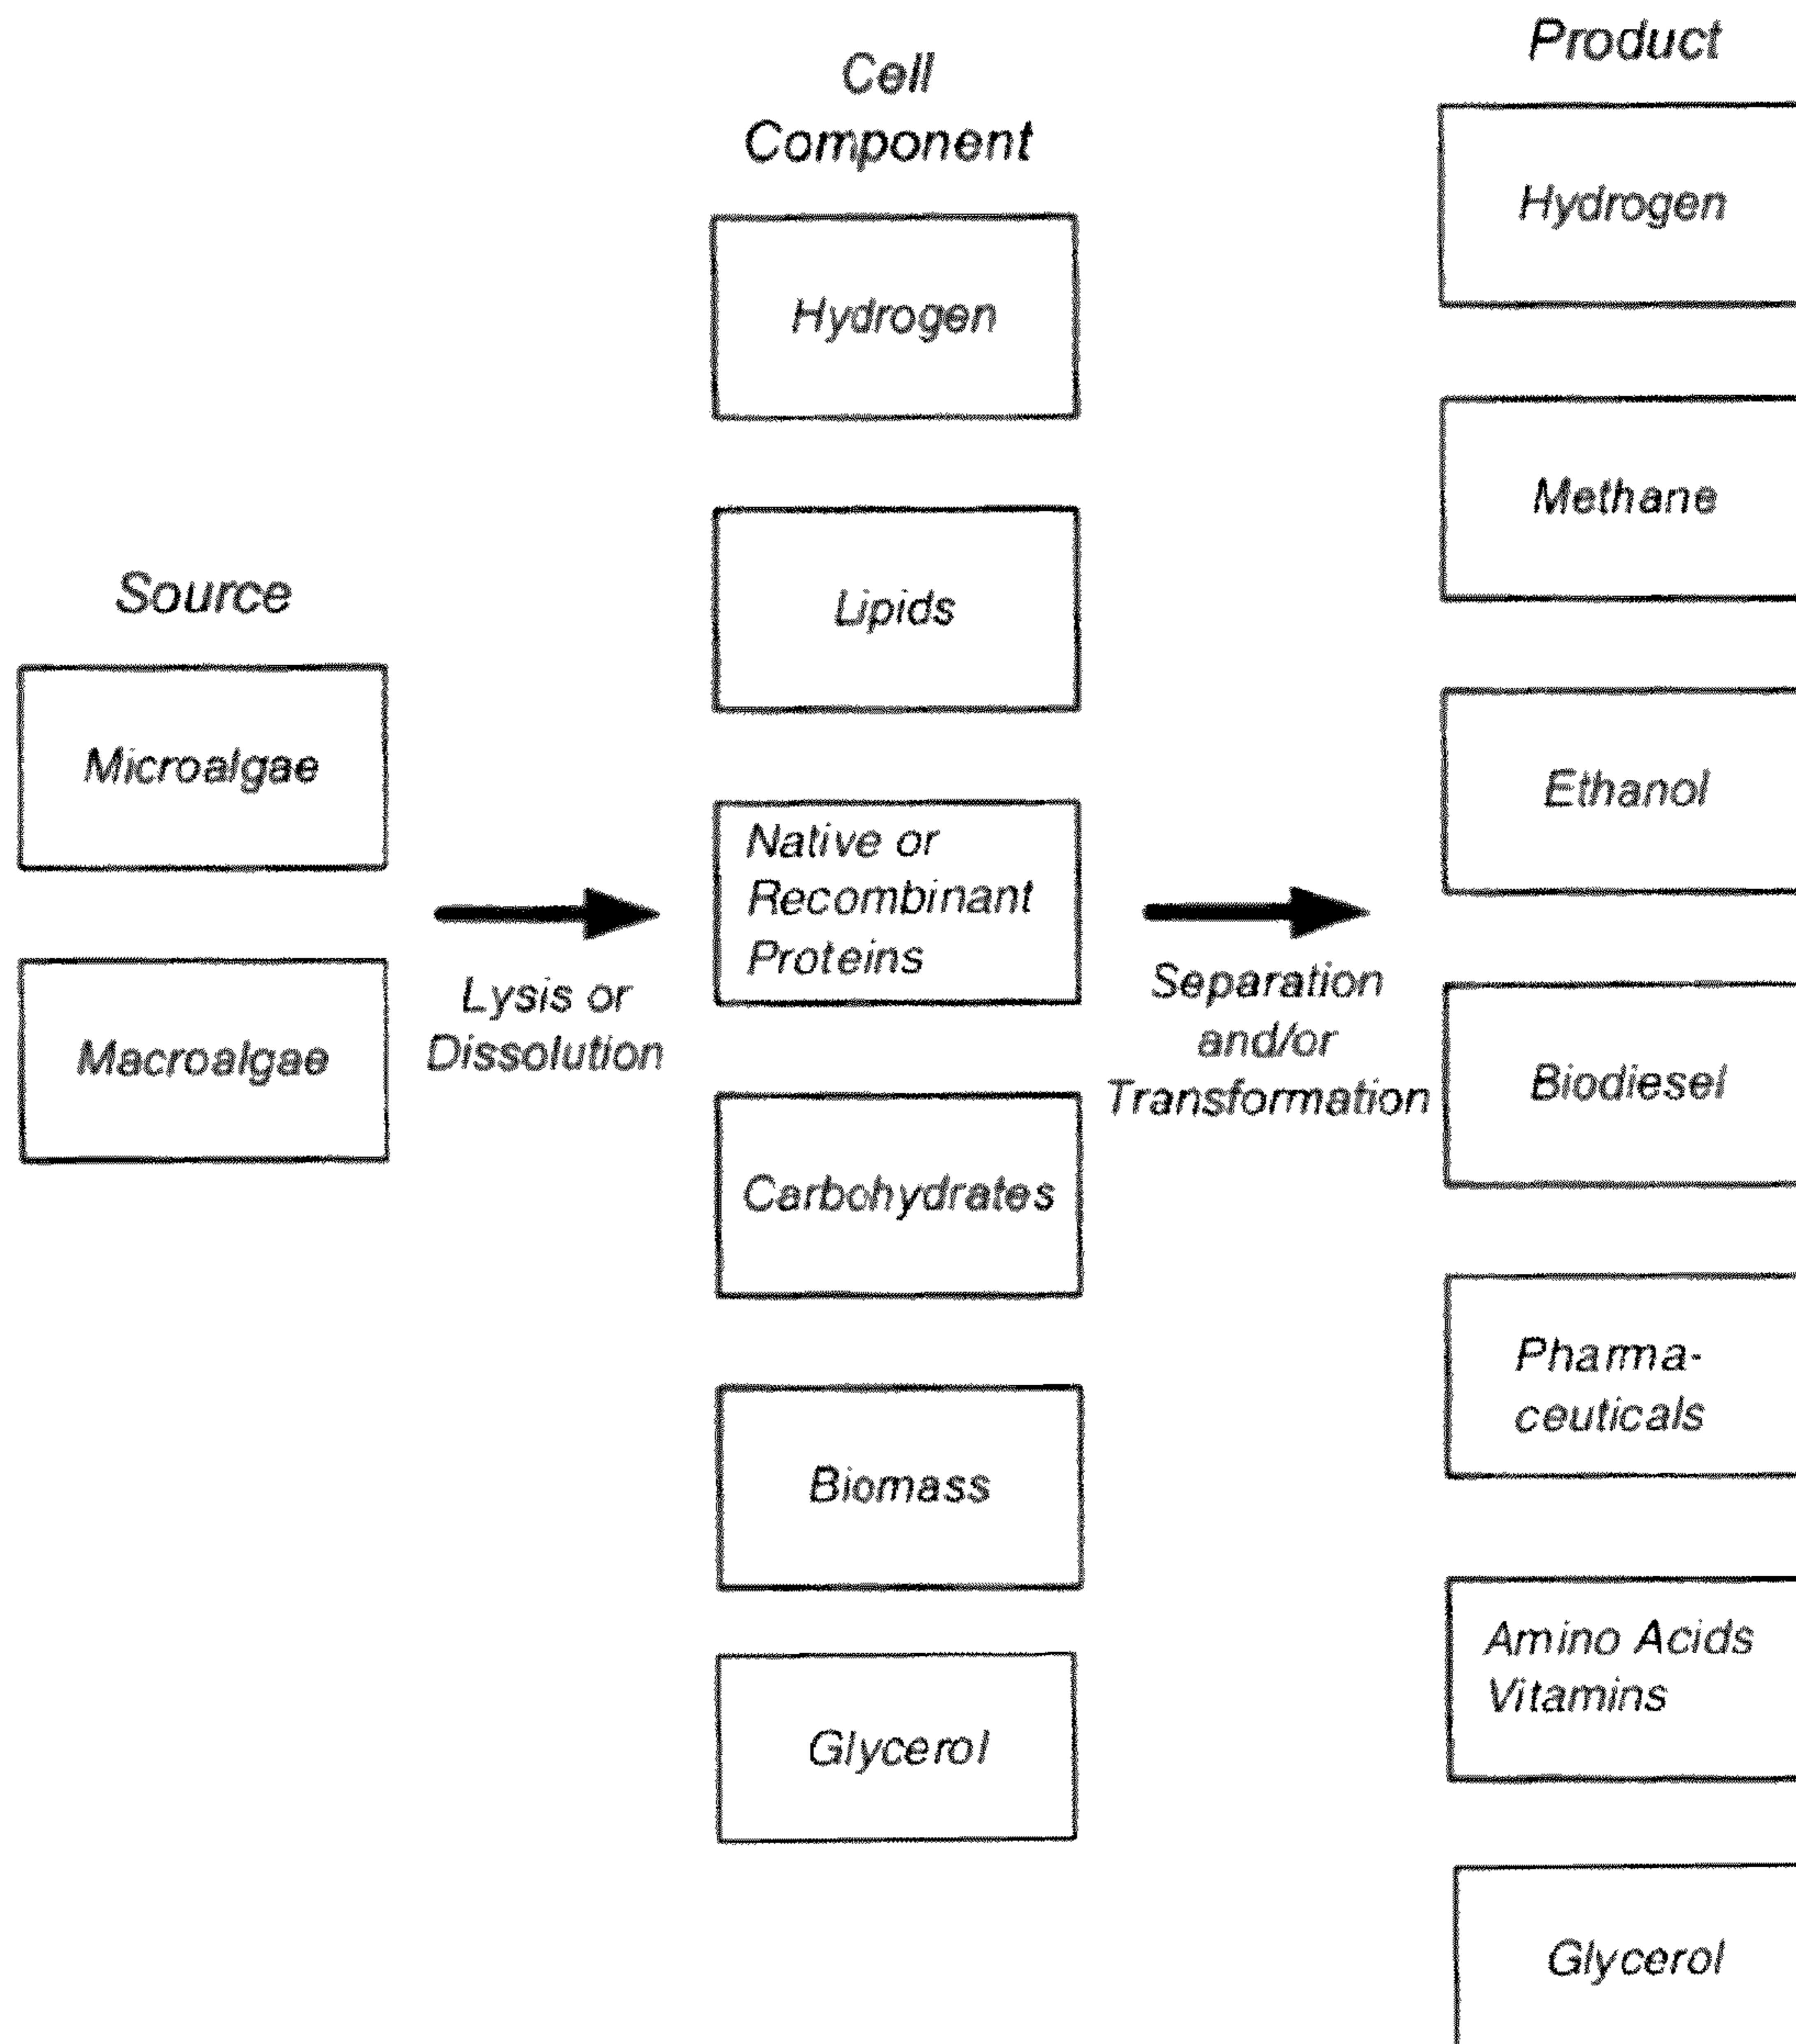 Source
Microalgae
Macroalgae
Lysis or
Dissolution
Cell
Component
Hydrogen
Lipids
Native or
Recombinant
Proteins
Carbohydrates
Biomass
Glycerol
Separation
and/or
Transformation
Product
Hydrogen
Methane
Ethanol
Biodiesel
Pharma-
ceuticals
Amino Acids
Vitamins
Glycerol